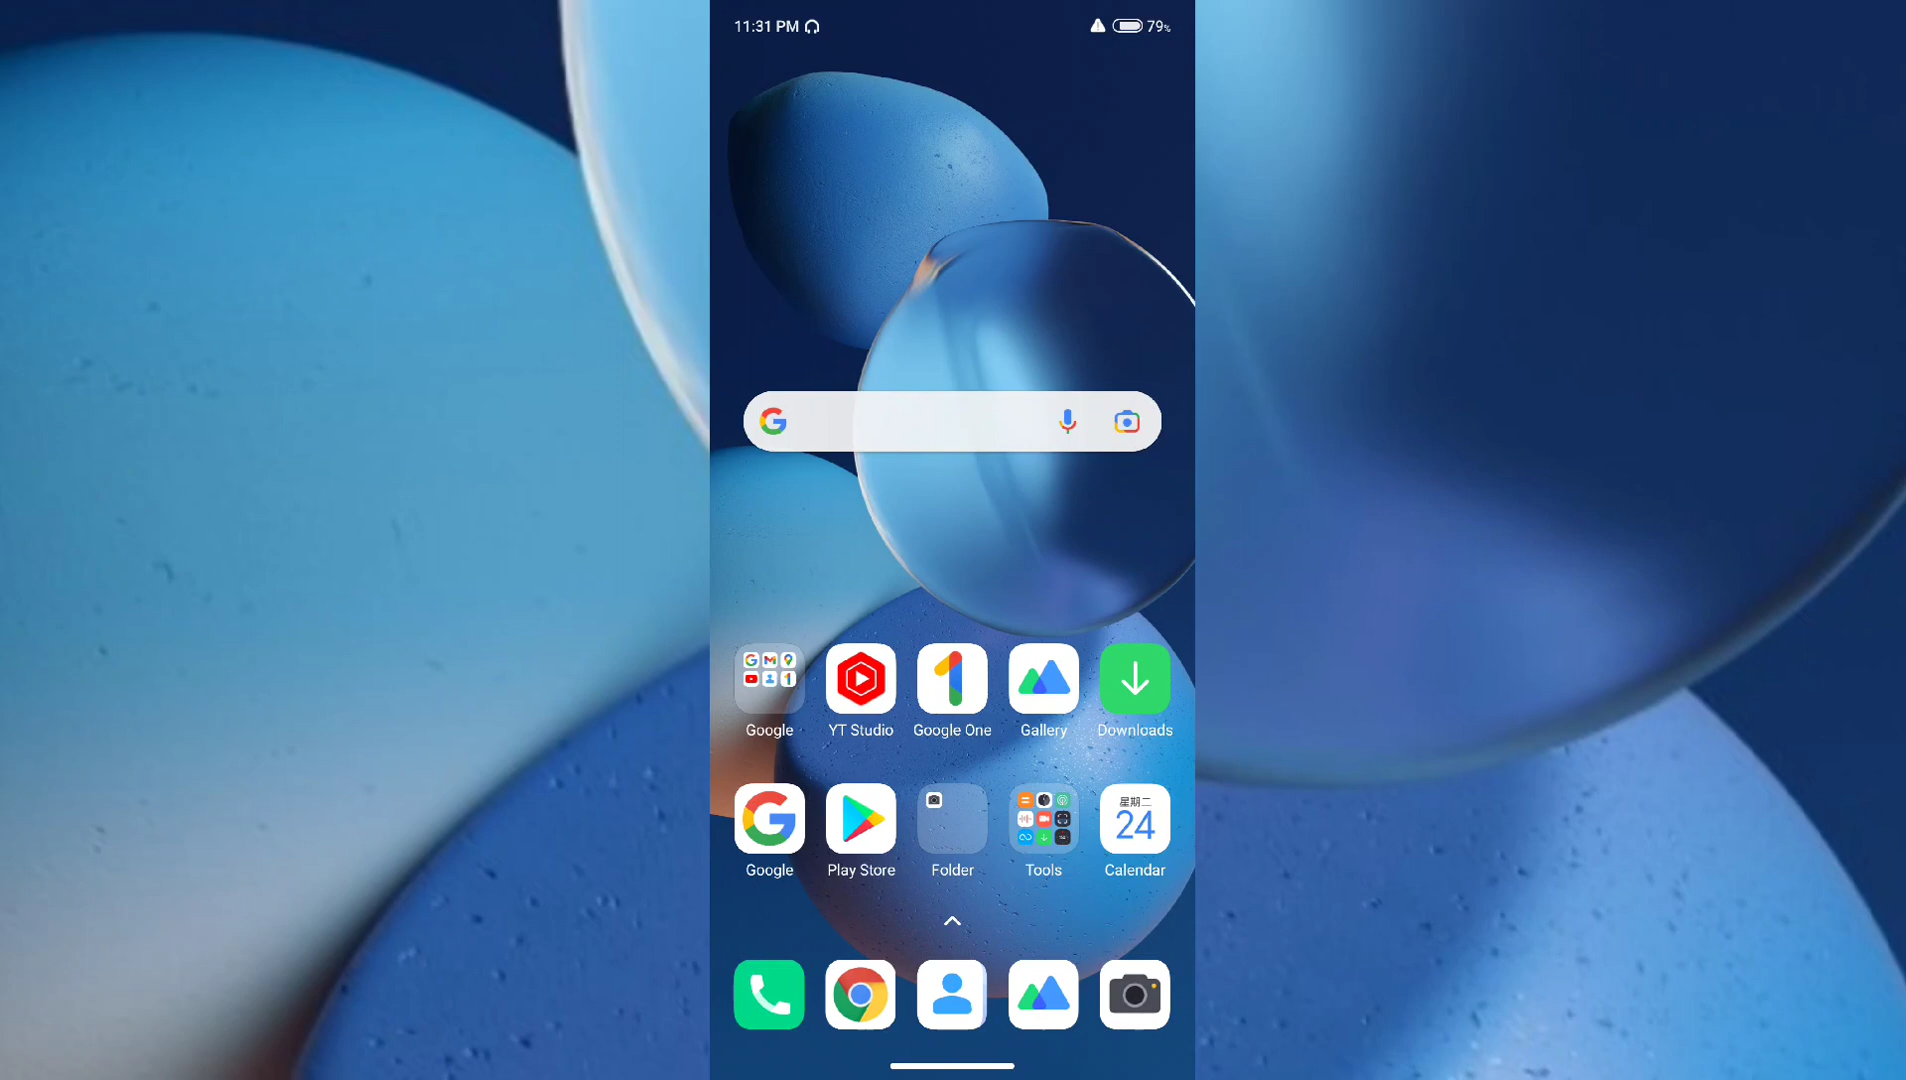 11:31 PM 79%
Google YT Studio Google One Gallery Downloads
星期二
24
Google Play Store Folder Tools Calendar